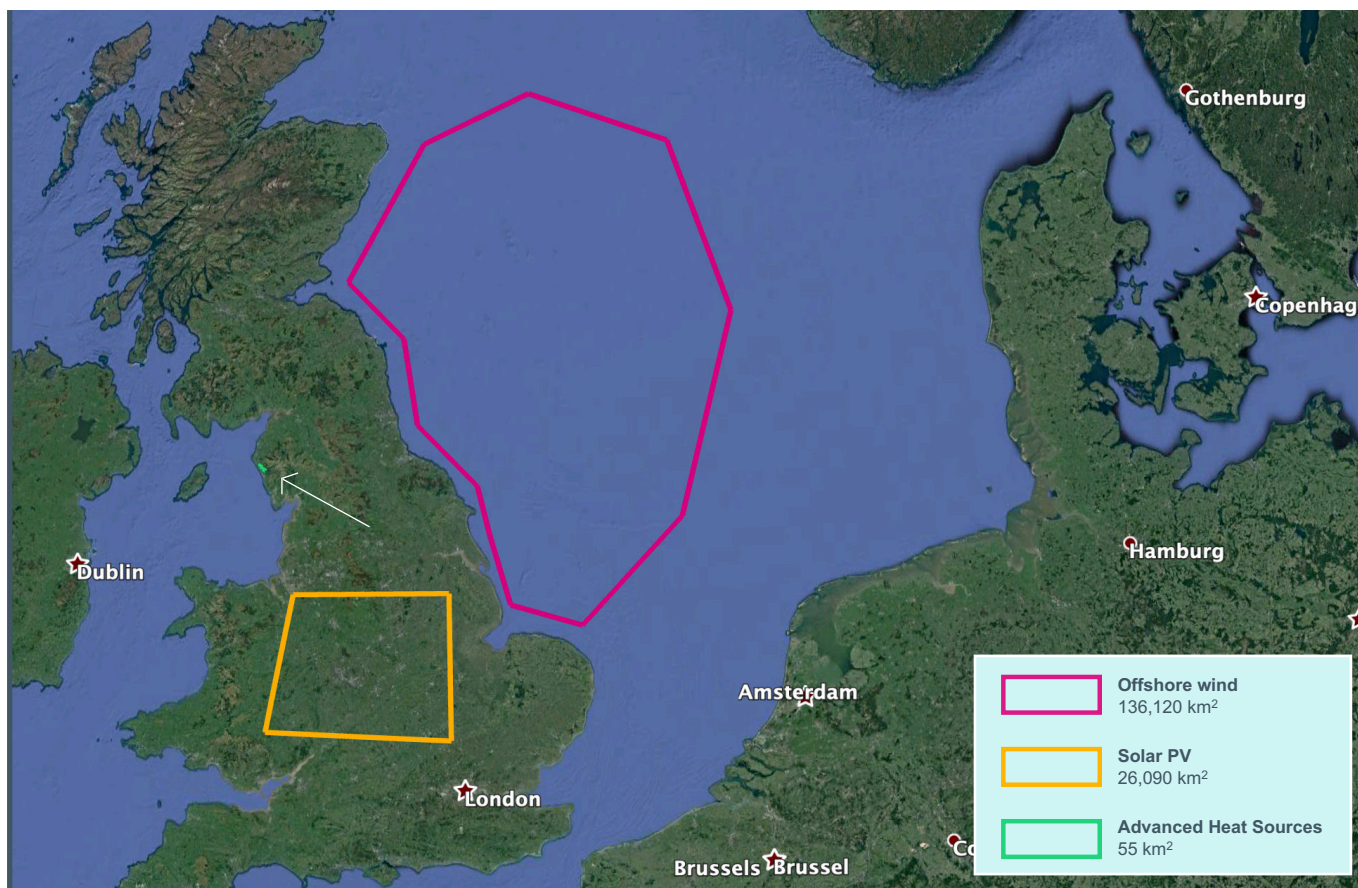 Gothenburg
Copenhag
Dublin
Hamburg
Amsterdam
London
Brussels
Brussel
Co
Offshore wind
136,120 km²
Solar PV
26,090 km²
Advanced Heat Sources
55 km²